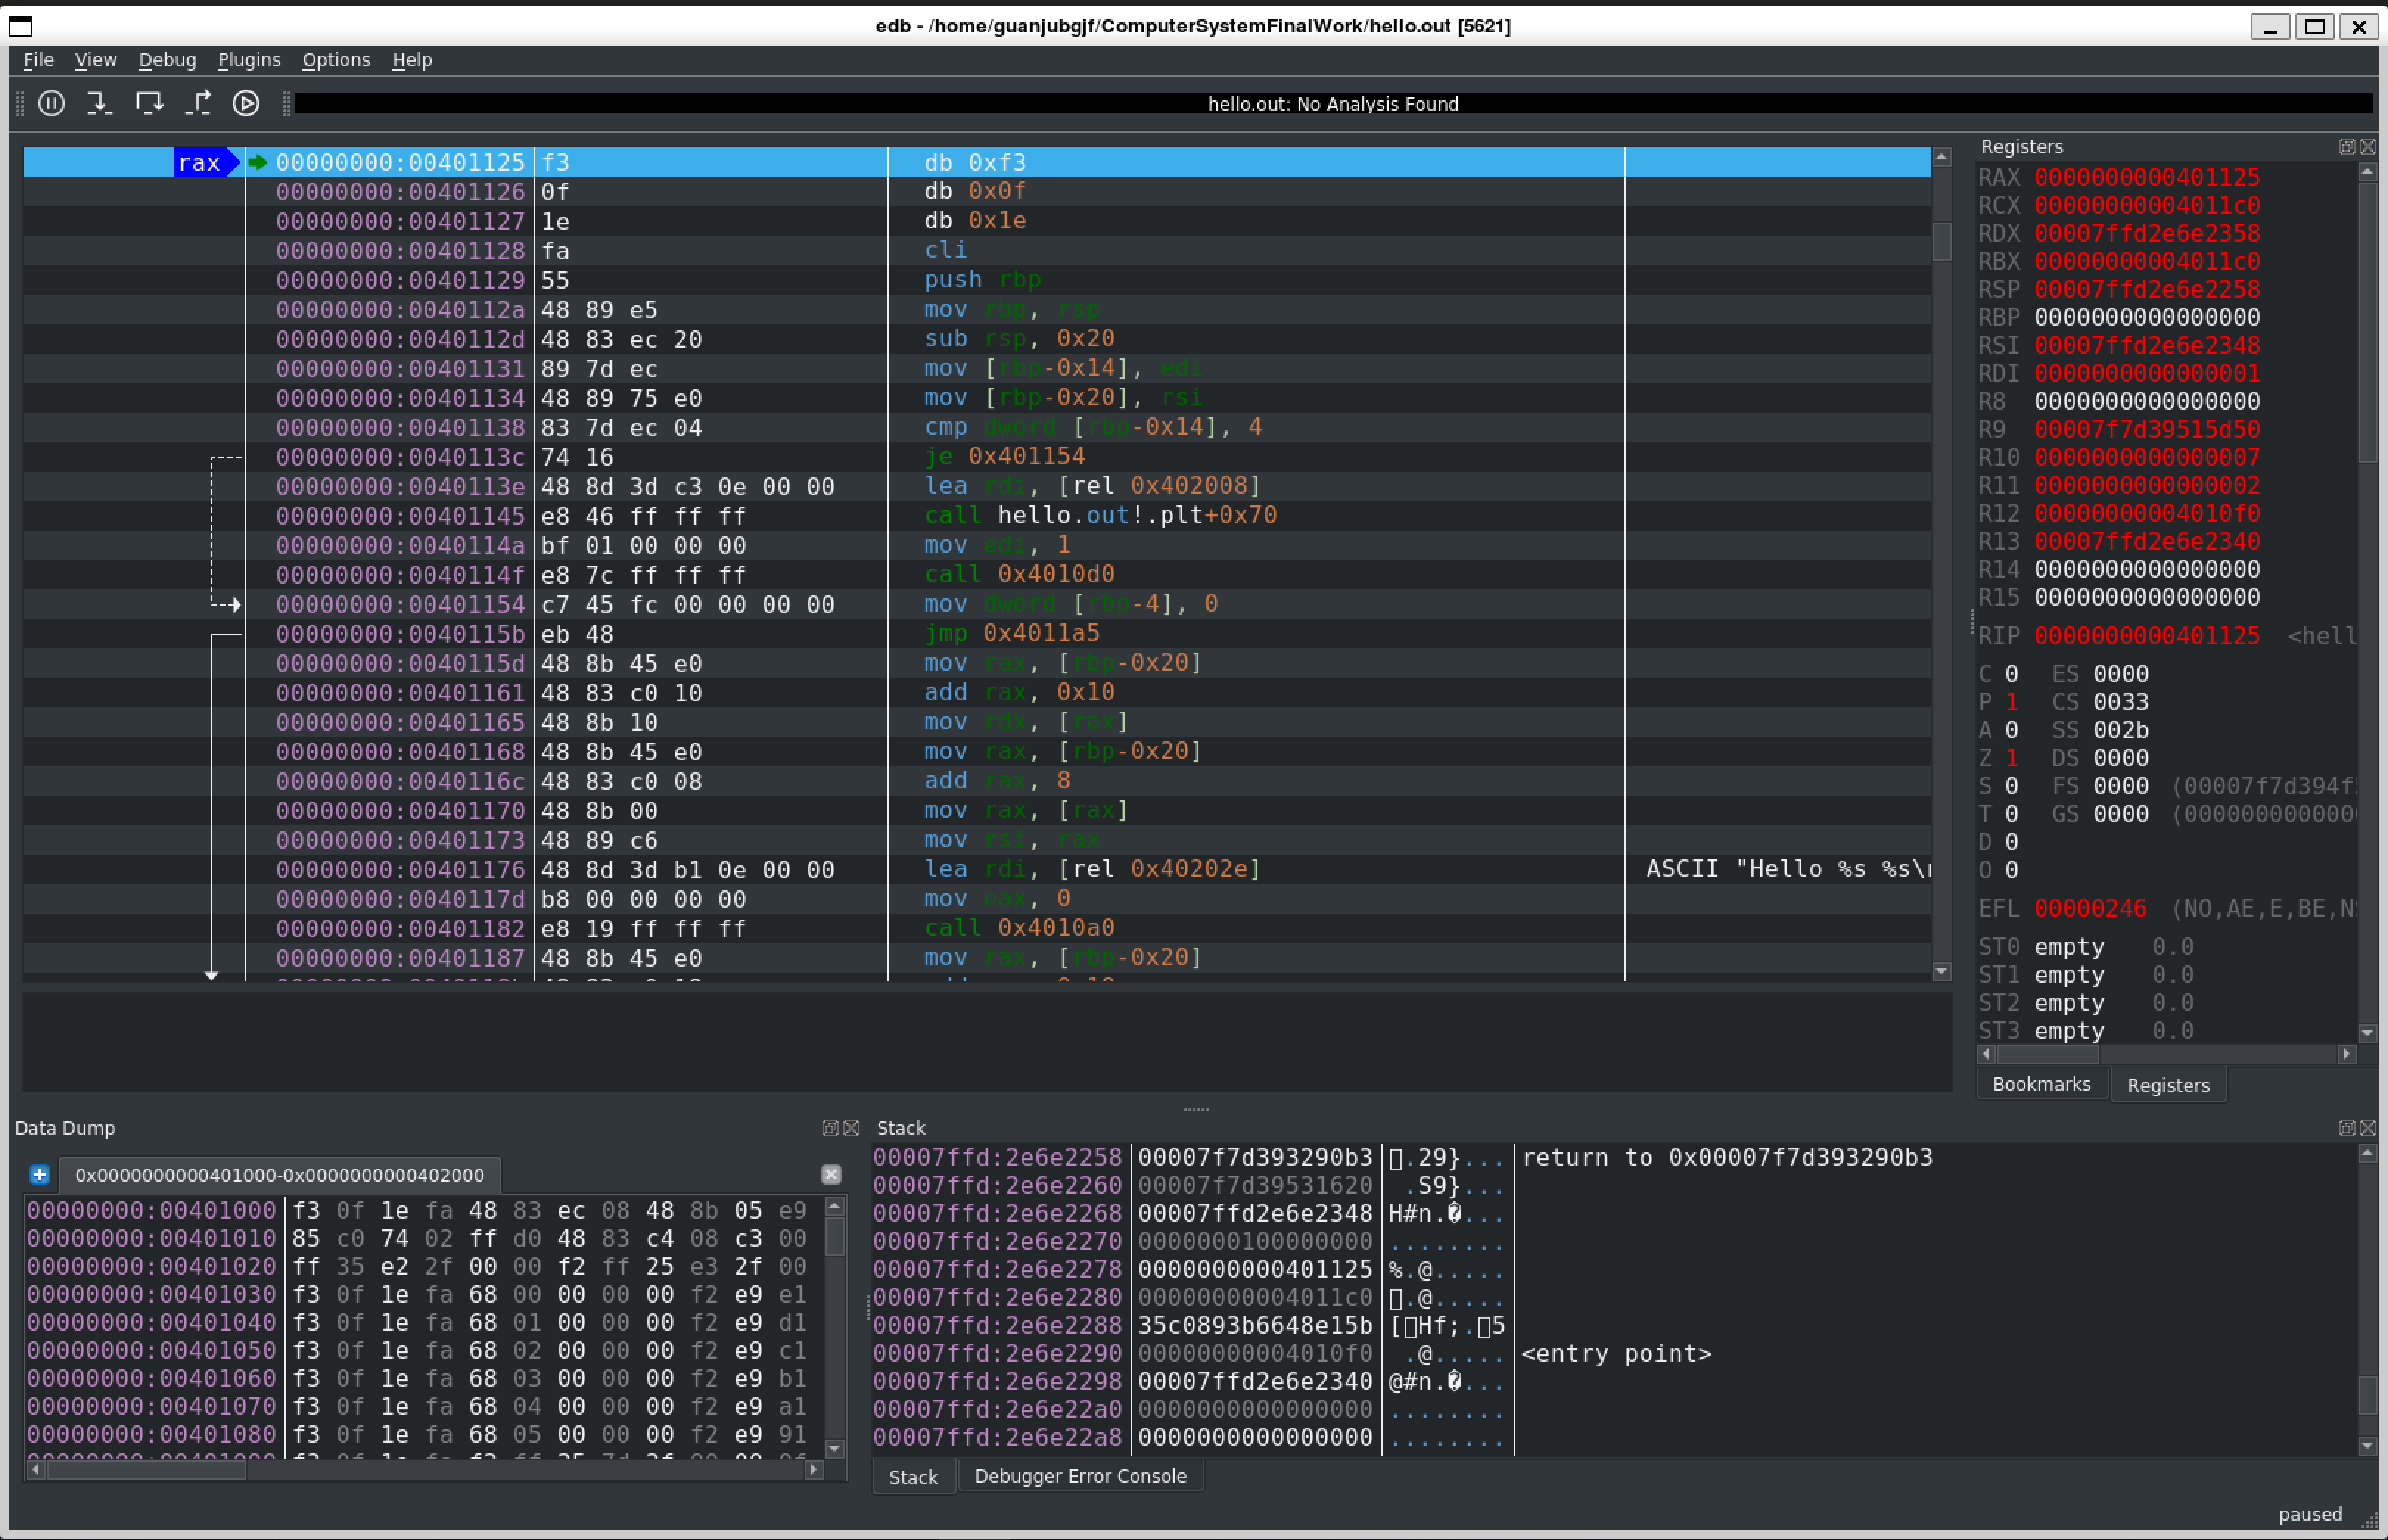 edb - /home/guanjubgjf/ComputerSystemFinalWork/hello.out [5621]
File View Debug Plugins Options Help
hello.out: No Analysis Found
rax 00000000:00401125 f3 db 0xf3
00000000:00401126 0f db 0x0f
00000000:00401127 1e db 0x1e
00000000:00401128 fa cli
00000000:00401129 55 push rbp
00000000:0040112a 48 89 e5 mov rbp, rsp
00000000:0040112d 48 83 ec 20 sub rsp, 0x20
00000000:00401131 89 7d ec mov [rbp-0x14], edi
00000000:00401134 48 89 75 e0 mov [rbp-0x20], rsi
00000000:00401138 83 7d ec 04 cmp dword [rbp-0x14], 4
00000000:0040113c 74 16 je 0x401154
00000000:0040113e 48 8d 3d c3 0e 00 00 lea rdi, [rel 0x402008]
00000000:00401145 e8 46 ff ff ff call hello.out!.plt+0x70
00000000:0040114a bf 01 00 00 00 mov edi, 1
00000000:0040114f e8 7c ff ff ff call 0x4010d0
00000000:00401154 c7 45 fc 00 00 00 00 mov dword [rbp-4], 0
00000000:0040115b eb 48 jmp 0x4011a5
00000000:0040115d 48 8b 45 e0 mov rax, [rbp-0x20]
00000000:00401161 48 83 c0 10 add rax, 0x10
00000000:00401165 48 8b 10 mov rdx, [rax]
00000000:00401168 48 8b 45 e0 mov rax, [rbp-0x20]
00000000:0040116c 48 83 c0 08 add rax, 8
00000000:00401170 48 8b 00 mov rax, [rax]
00000000:00401173 48 89 c6 mov rsi, rax
00000000:00401176 48 8d 3d b1 0e 00 00 lea rdi, [rel 0x40202e] ASCII "Hello %s %s\
00000000:0040117d b8 00 00 00 00 mov eax, 0
00000000:00401182 e8 19 ff ff ff call 0x4010a0
00000000:00401187 48 8b 45 e0 mov rax, [rbp-0x20]
Registers
RAX 0000000000401125
RCX 00000000004011c0
RDX 00007ffd2e6e2358
RBX 00000000004011c0
RSP 00007ffd2e6e2258
RBP 0000000000000000
RSI 00007ffd2e6e2348
RDI 0000000000000001
R8 0000000000000000
R9 00007f7d39515d50
R10 0000000000000007
R11 0000000000000002
R12 00000000004010f0
R13 00007ffd2e6e2340
R14 0000000000000000
R15 0000000000000000
RIP 0000000000401125 <hell
C 0 ES 0000
P 1 CS 0033
A 0 SS 002b
Z 1 DS 0000
S 0 FS 0000 (00007f7d394f
T 0 GS 0000 (000000000000
D 0
O 0
EFL 00000246 (NO,AE,E,BE,N
ST0 empty 0.0
ST1 empty 0.0
ST2 empty 0.0
ST3 empty 0.0
Bookmarks Registers
Data Dump
0x0000000000401000-0x0000000000402000
00000000:00401000 f3 0f 1e fa 48 83 ec 08 48 8b 05 e9
00000000:00401010 85 c0 74 02 ff d0 48 83 c4 08 c3 00
00000000:00401020 ff 35 e2 2f 00 00 f2 ff 25 e3 2f 00
00000000:00401030 f3 0f 1e fa 68 00 00 00 00 f2 e9 e1
00000000:00401040 f3 0f 1e fa 68 01 00 00 00 f2 e9 d1
00000000:00401050 f3 0f 1e fa 68 02 00 00 00 f2 e9 c1
00000000:00401060 f3 0f 1e fa 68 03 00 00 00 f2 e9 b1
00000000:00401070 f3 0f 1e fa 68 04 00 00 00 f2 e9 a1
00000000:00401080 f3 0f 1e fa 68 05 00 00 00 f2 e9 91
Stack
00007ffd:2e6e2258 00007f7d393290b3 .29}... return to 0x00007f7d393290b3
00007ffd:2e6e2260 00007f7d39531620 .S9}...
00007ffd:2e6e2268 00007ffd2e6e2348 H#n.�...
00007ffd:2e6e2270 0000000100000000 ........
00007ffd:2e6e2278 0000000000401125 %.@.....
00007ffd:2e6e2280 00000000004011c0 .@.....
00007ffd:2e6e2288 35c0893b6648e15b [Hf;.5
00007ffd:2e6e2290 00000000004010f0 .@..... <entry point>
00007ffd:2e6e2298 00007ffd2e6e2340 @#n.�...
00007ffd:2e6e22a0 0000000000000000 ........
00007ffd:2e6e22a8 0000000000000000 ........
Stack Debugger Error Console
paused